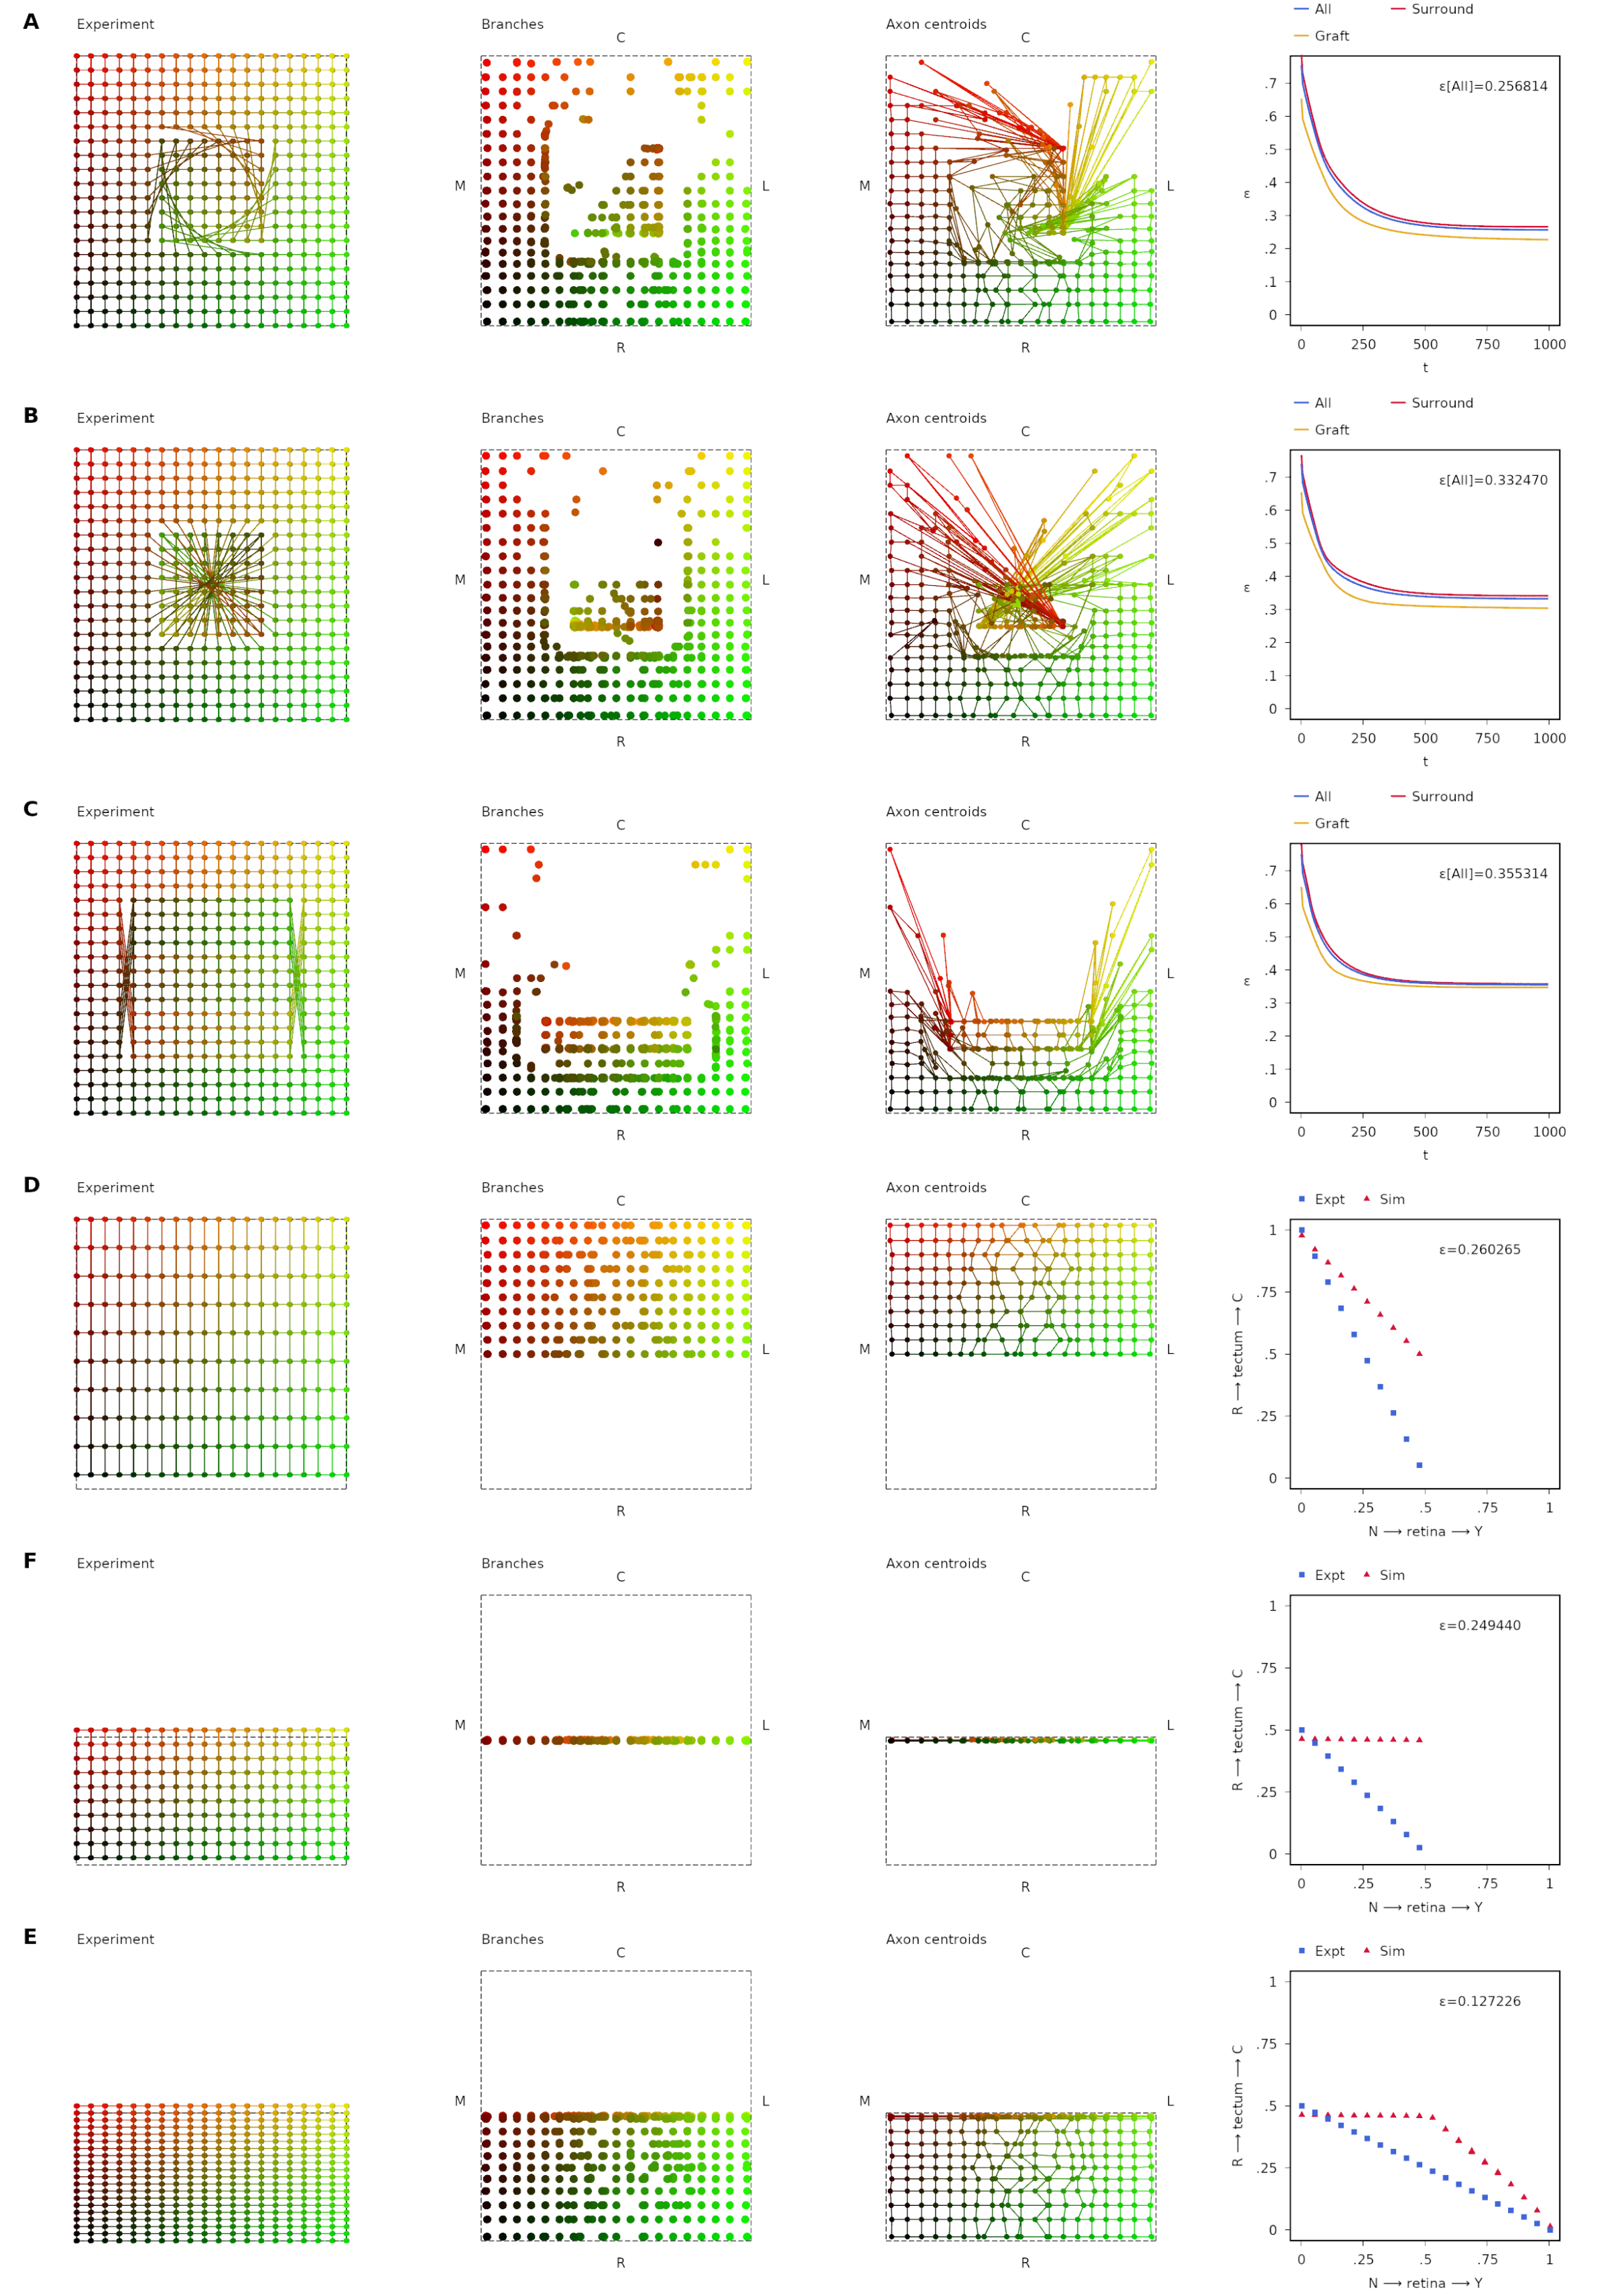 A
Experiment
Branches
C
M
L
R
Axon centroids
C
M
L
R
All
Surround
Graft
ε[All]=0.256814
.7
.6
.5
.4
.3
.2
.1
0
ε
0 250 500 750 1000
t
B
Experiment
Branches
C
M
L
R
Axon centroids
C
M
L
R
All
Surround
Graft
ε[All]=0.332470
.7
.6
.5
.4
.3
.2
.1
0
ε
0 250 500 750 1000
t
C
Experiment
Branches
C
M
L
R
Axon centroids
C
M
L
R
All
Surround
Graft
ε[All]=0.355314
.7
.6
.5
.4
.3
.2
.1
0
ε
0 250 500 750 1000
t
D
Experiment
Branches
C
M
L
R
Axon centroids
C
M
L
R
Expt
Sim
ε=0.260265
1
.75
.5
.25
0
R ⟶ tectum ⟶ C
0 .25 .5 .75 1
N ⟶ retina ⟶ Y
F
Experiment
Branches
C
M
L
R
Axon centroids
C
M
L
R
Expt
Sim
ε=0.249440
1
.75
.5
.25
0
R ⟶ tectum ⟶ C
0 .25 .5 .75 1
N ⟶ retina ⟶ Y
E
Experiment
Branches
C
M
L
R
Axon centroids
C
M
L
R
Expt
Sim
ε=0.127226
1
.75
.5
.25
0
R ⟶ tectum ⟶ C
0 .25 .5 .75 1
N ⟶ retina ⟶ Y